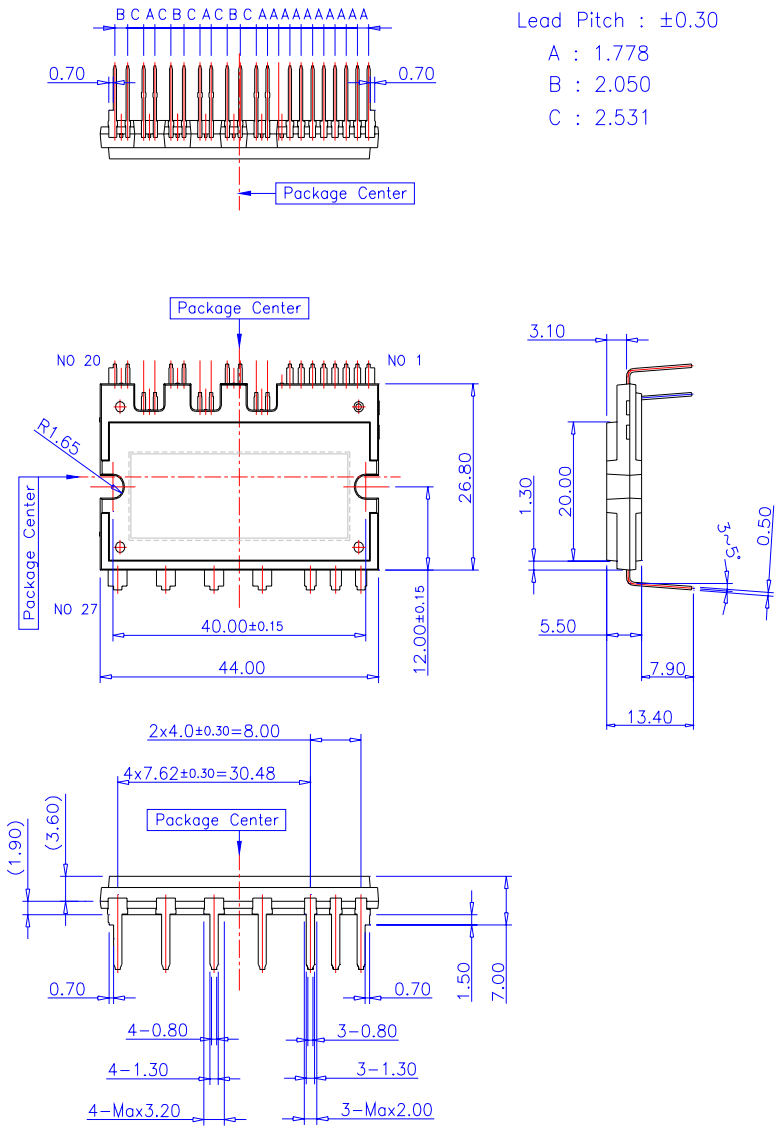 B C A C B C A C B C A A A A A A A A A A
Lead Pitch : ±0.30
A : 1.778
B : 2.050
C : 2.531
0.70
0.70
Package Center
Package Center
NO 20
NO 1
R1.65
Package Center
NO 27
26.80
12.00±0.15
40.00±0.15
44.00
3.10
1.30
20.00
3~5°
0.50
5.50
7.90
13.40
2x4.0±0.30=8.00
4x7.62±0.30=30.48
Package Center
(1.90)
(3.60)
0.70
0.70
1.50
7.00
4-0.80
3-0.80
4-1.30
3-1.30
4-Max3.20
3-Max2.00